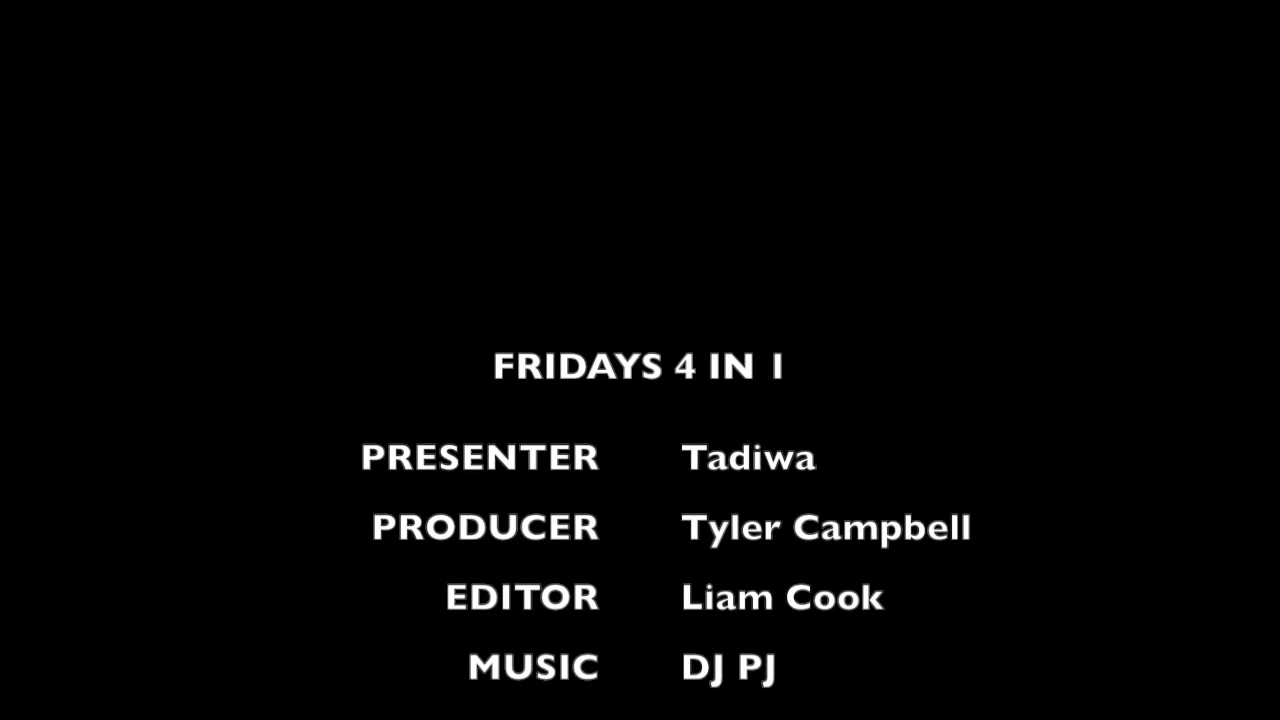 FRIDAYS 4 IN 1
PRESENTER Tadiwa
PRODUCER Tyler Campbell
EDITOR Liam Cook
MUSIC DJ PJ